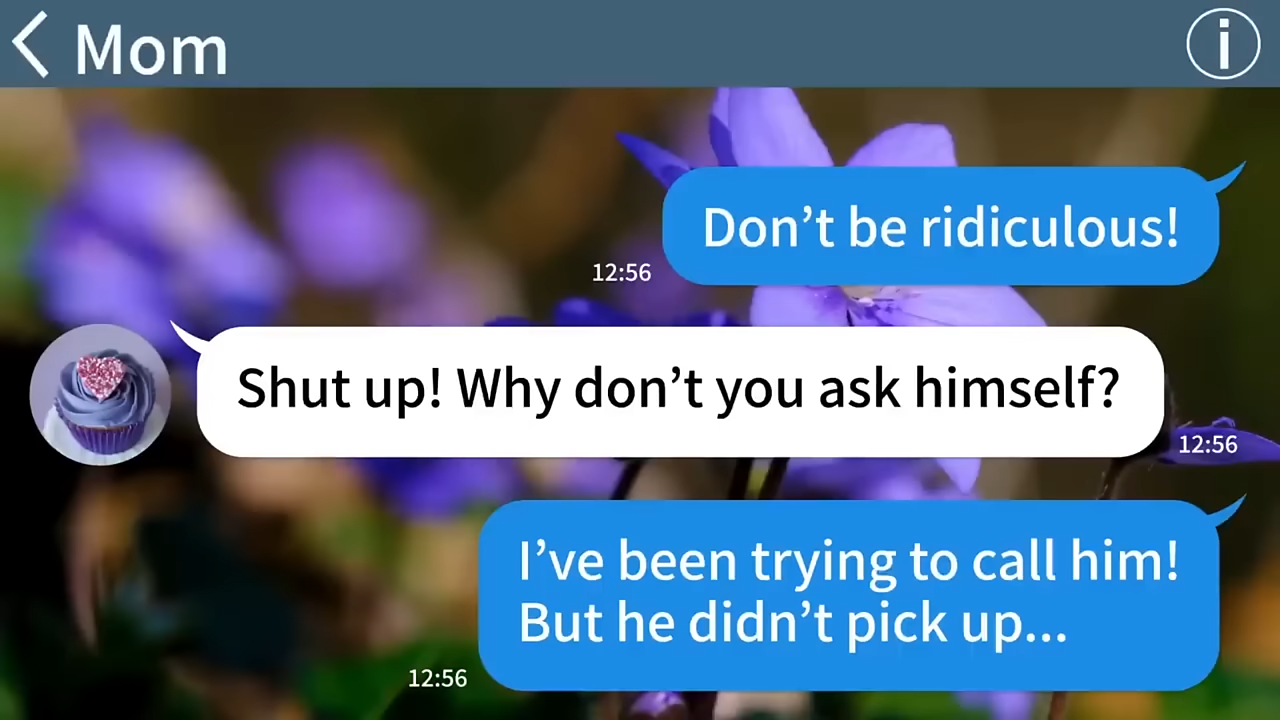 Mom
Don’t be ridiculous!
12:56
Shut up! Why don’t you ask himself?
12:56
I’ve been trying to call him!
But he didn’t pick up...
12:56